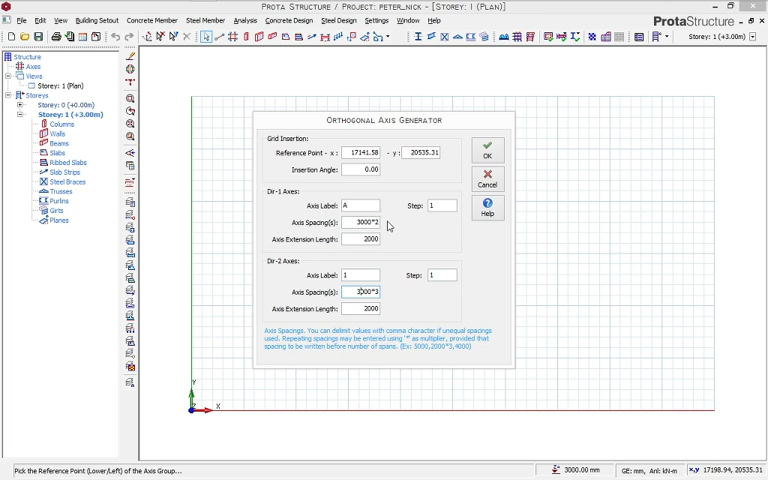 PROTA STRUCTURE / PROJECT: PETER_NICK - [STOREY: 1 (PLAN)]
File Edit View Building Setout Concrete Member Steel Member Analysis Concrete Design Steel Design Settings Window Help
ProtaStructure
Storey: 1 (+3.00m)
Structure
Axes
Views
Storey: 1 (Plan)
Storeys
Storey: 0 (+0.00m)
Storey: 1 (+3.00m)
Columns
Walls
Beams
Slabs
Ribbed Slabs
Slab Strips
Steel Braces
Trusses
Purlins
Girts
Planes
ORTHOGONAL AXIS GENERATOR
Grid Insertion:
Reference Point - x : 17141.58 - y : 20535.31
Insertion Angle: 0.00
OK
Cancel
Help
Dir-1 Axes:
Axis Label: A Step: 1
Axis Spacing(s): 3000*2
Axis Extension Length: 2000
Dir-2 Axes:
Axis Label: 1 Step: 1
Axis Spacing(s): 3000*3
Axis Extension Length: 2000
Axis Spacings. You can delimit values with comma character if unequal spacings
used. Repeating spacings may be entered using '*' as multiplier, provided that
spacing to be written before number of spans. (Ex: 5000,2000*3,4000)
Y
X
Pick the Reference Point (Lower/Left) of the Axis Group...
3000.00 mm
GE: mm, Anl: kN-m
x,y 17198.94, 20535.31